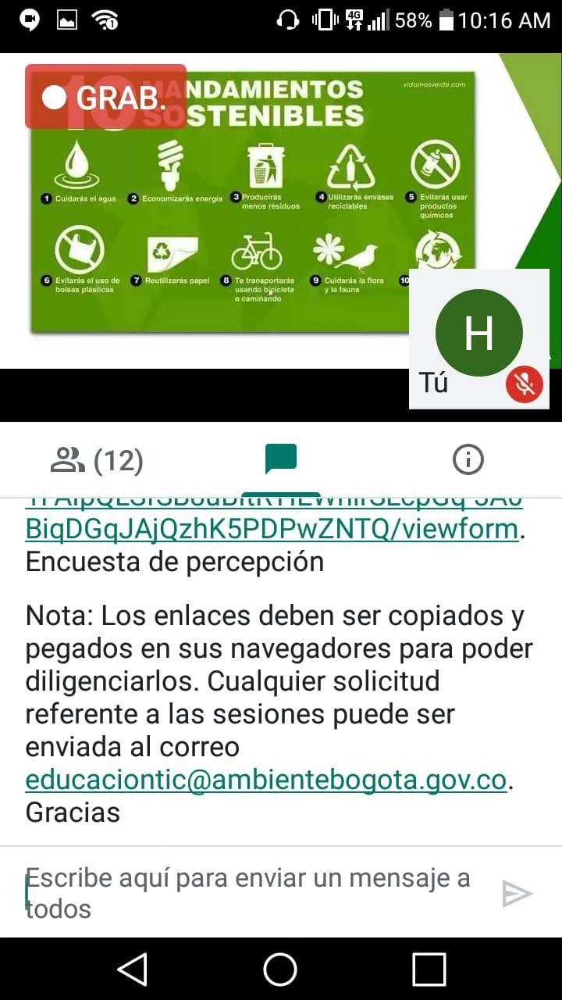 58% 10:16 AM
4G
GRAB.
10 MANDAMIENTOS
SOSTENIBLES
vidamasverde.com
1 Cuidarás el agua
2 Economizarás energía
3 Producirás
menos residuos
4 Utilizarás envases
reciclables
5 Evitarás usar
productos
químicos
6 Evitarás el uso de
bolsas plásticas
7 Reutilizarás papel
8 Te transportarás
usando bicicleta
o caminando
9 Cuidarás la flora
y la fauna
10
H
Tú
(12)
BiqDGqJAjQzhK5PDPwZNTQ/viewform.
Encuesta de percepción
Nota: Los enlaces deben ser copiados y
pegados en sus navegadores para poder
diligenciarlos. Cualquier solicitud
referente a las sesiones puede ser
enviada al correo
educaciontic@ambientebogota.gov.co.
Gracias
Escribe aquí para enviar un mensaje a
todos